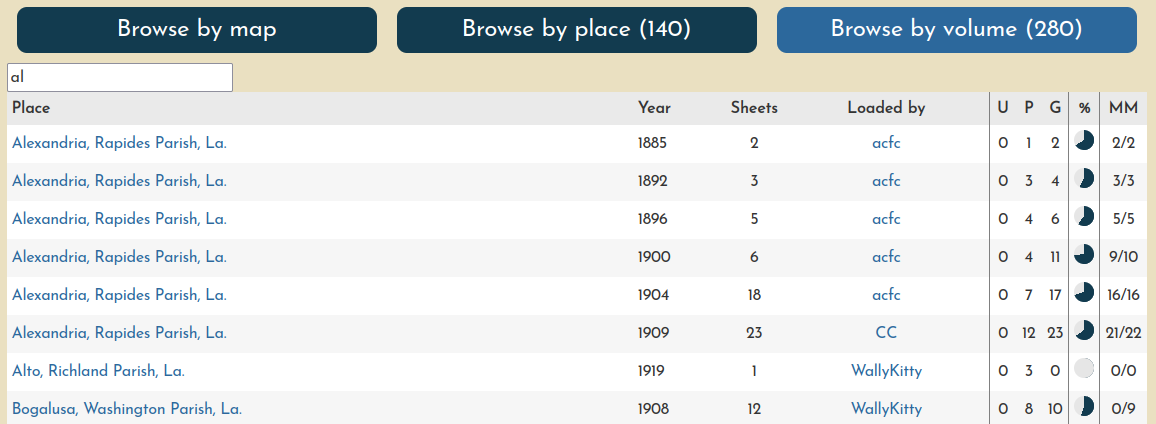 Browse by map Browse by place (140) Browse by volume (280)
al
Place Year Sheets Loaded by U P G % MM
Alexandria, Rapides Parish, La. 1885 2 acfc 0 1 2 2/2
Alexandria, Rapides Parish, La. 1892 3 acfc 0 3 4 3/3
Alexandria, Rapides Parish, La. 1896 5 acfc 0 4 6 5/5
Alexandria, Rapides Parish, La. 1900 6 acfc 0 4 11 9/10
Alexandria, Rapides Parish, La. 1904 18 acfc 0 7 17 16/16
Alexandria, Rapides Parish, La. 1909 23 CC 0 12 23 21/22
Alto, Richland Parish, La. 1919 1 WallyKitty 0 3 0 0/0
Bogalusa, Washington Parish, La. 1908 12 WallyKitty 0 8 10 0/9